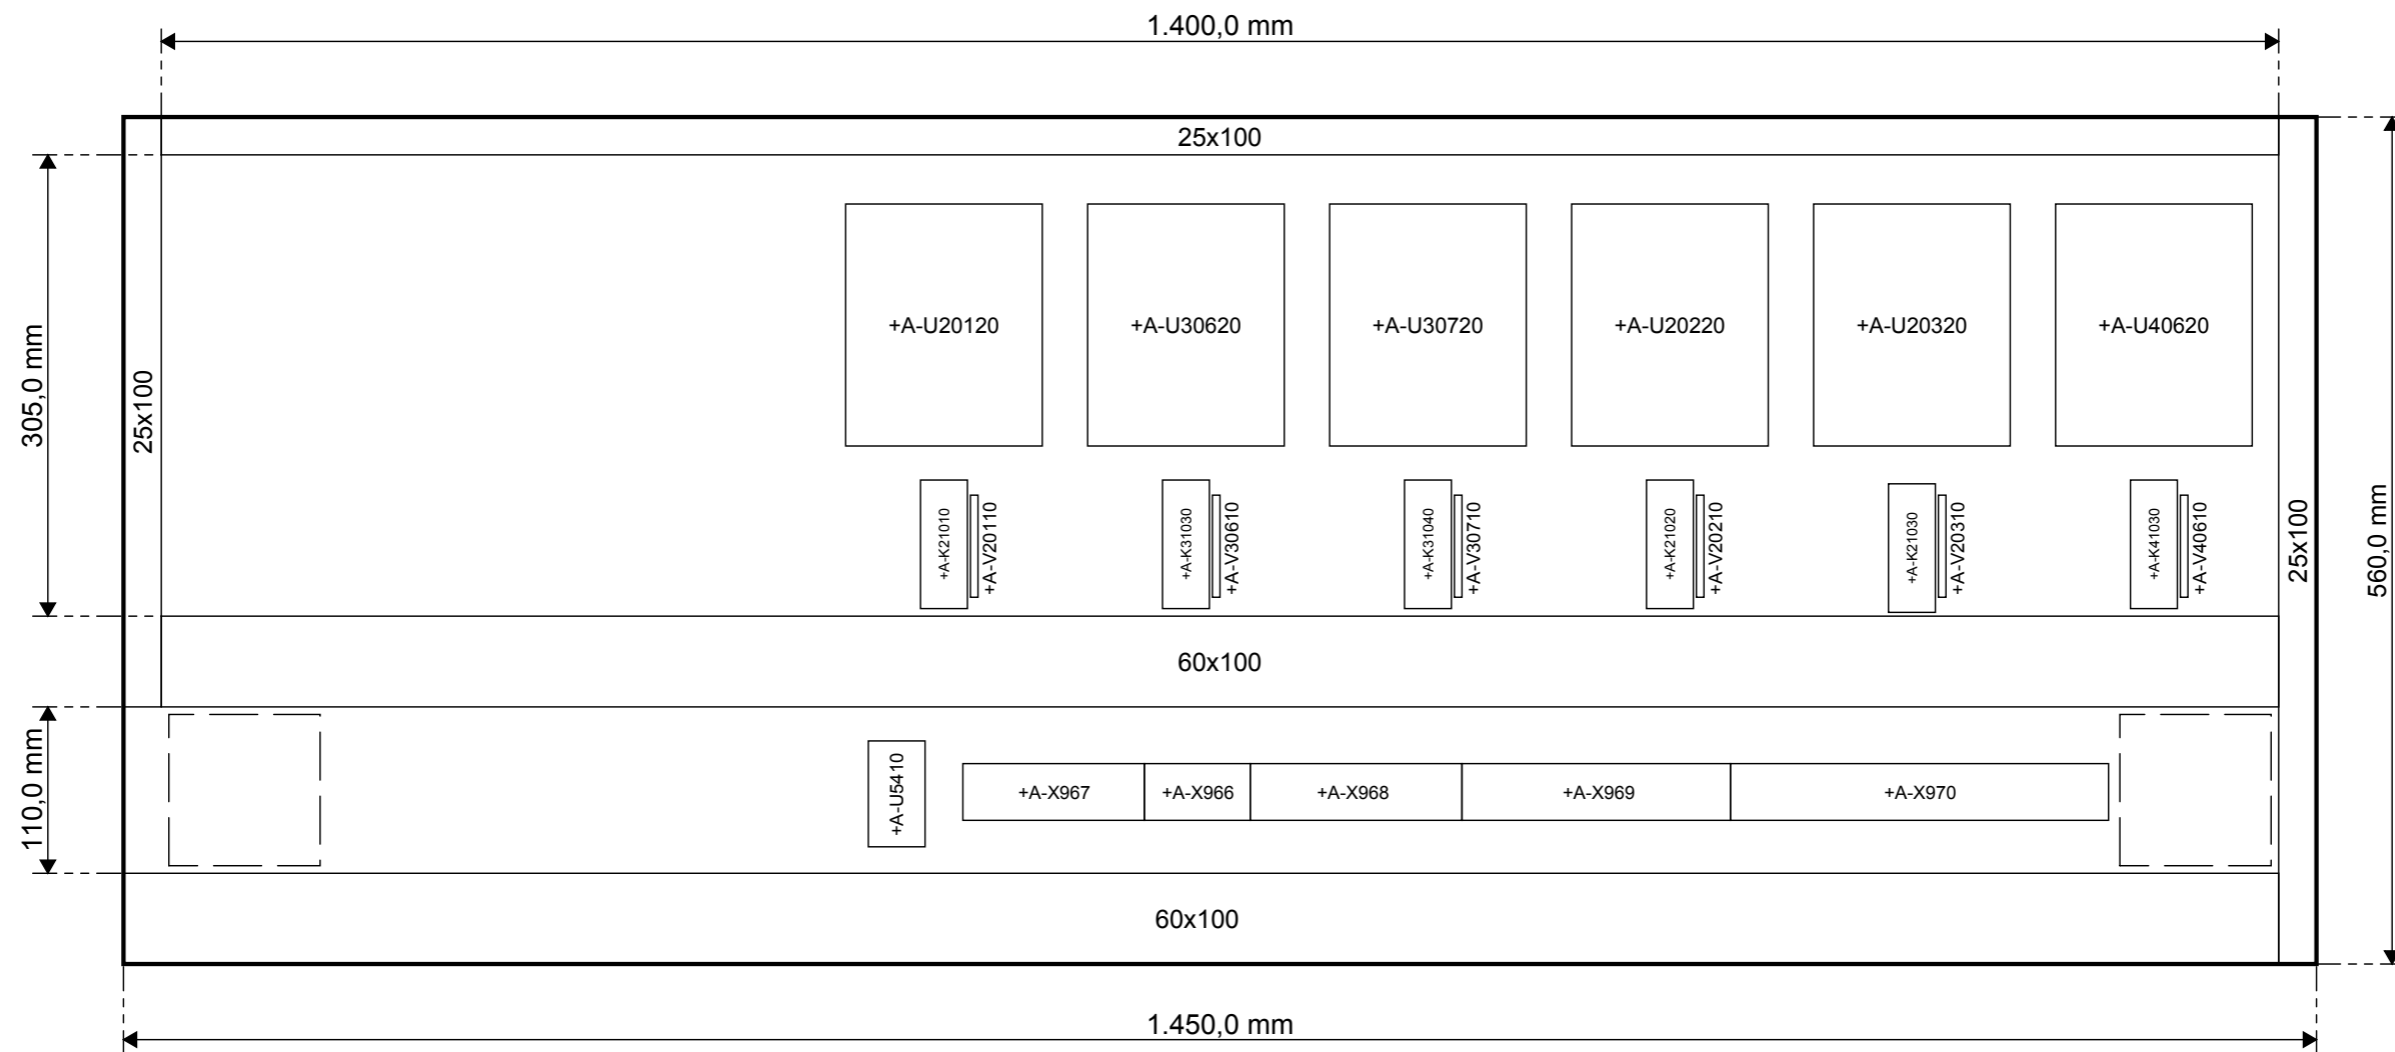 1.400,0 mm
25x100
305,0 mm
25x100
+A-U20120
+A-U30620
+A-U30720
+A-U20220
+A-U20320
+A-U40620
+A-K21010
+A-V20110
+A-K31030
+A-V30610
+A-K31040
+A-V30710
+A-K21020
+A-V20210
+A-K21030
+A-V20310
+A-K41030
+A-V40610
25x100
560,0 mm
60x100
110,0 mm
+A-U5410
+A-X967
+A-X966
+A-X968
+A-X969
+A-X970
60x100
1.450,0 mm